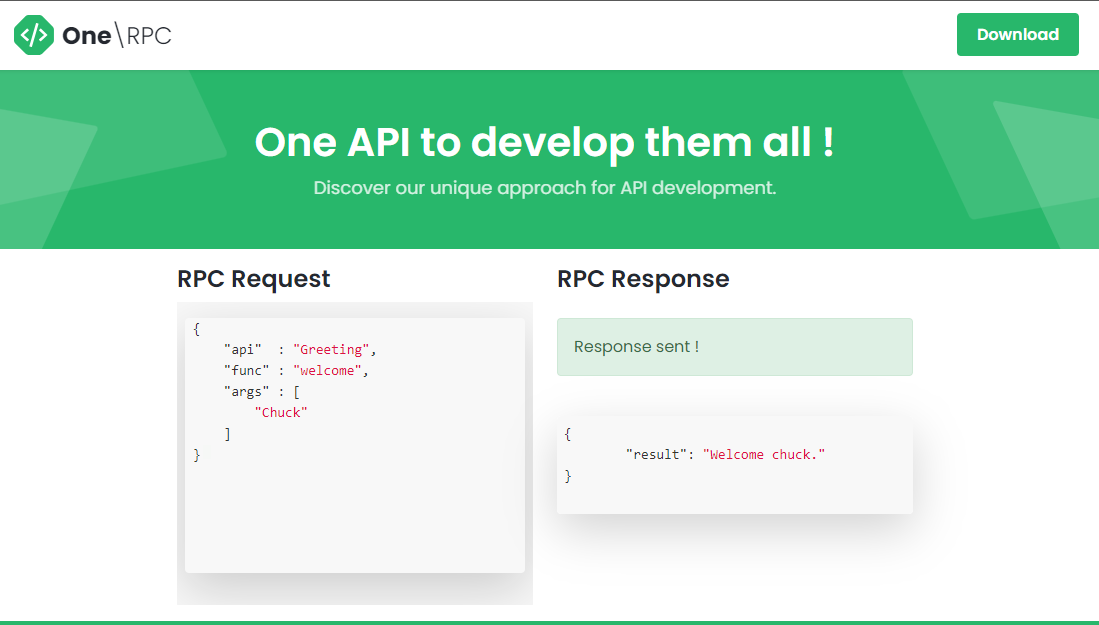 </> One\RPC
Download
One API to develop them all !
Discover our unique approach for API development.
RPC Request
{
    "api"  : "Greeting",
    "func" : "welcome",
    "args" : [
        "Chuck"
    ]
}
RPC Response
Response sent !
{
        "result": "Welcome chuck."
}